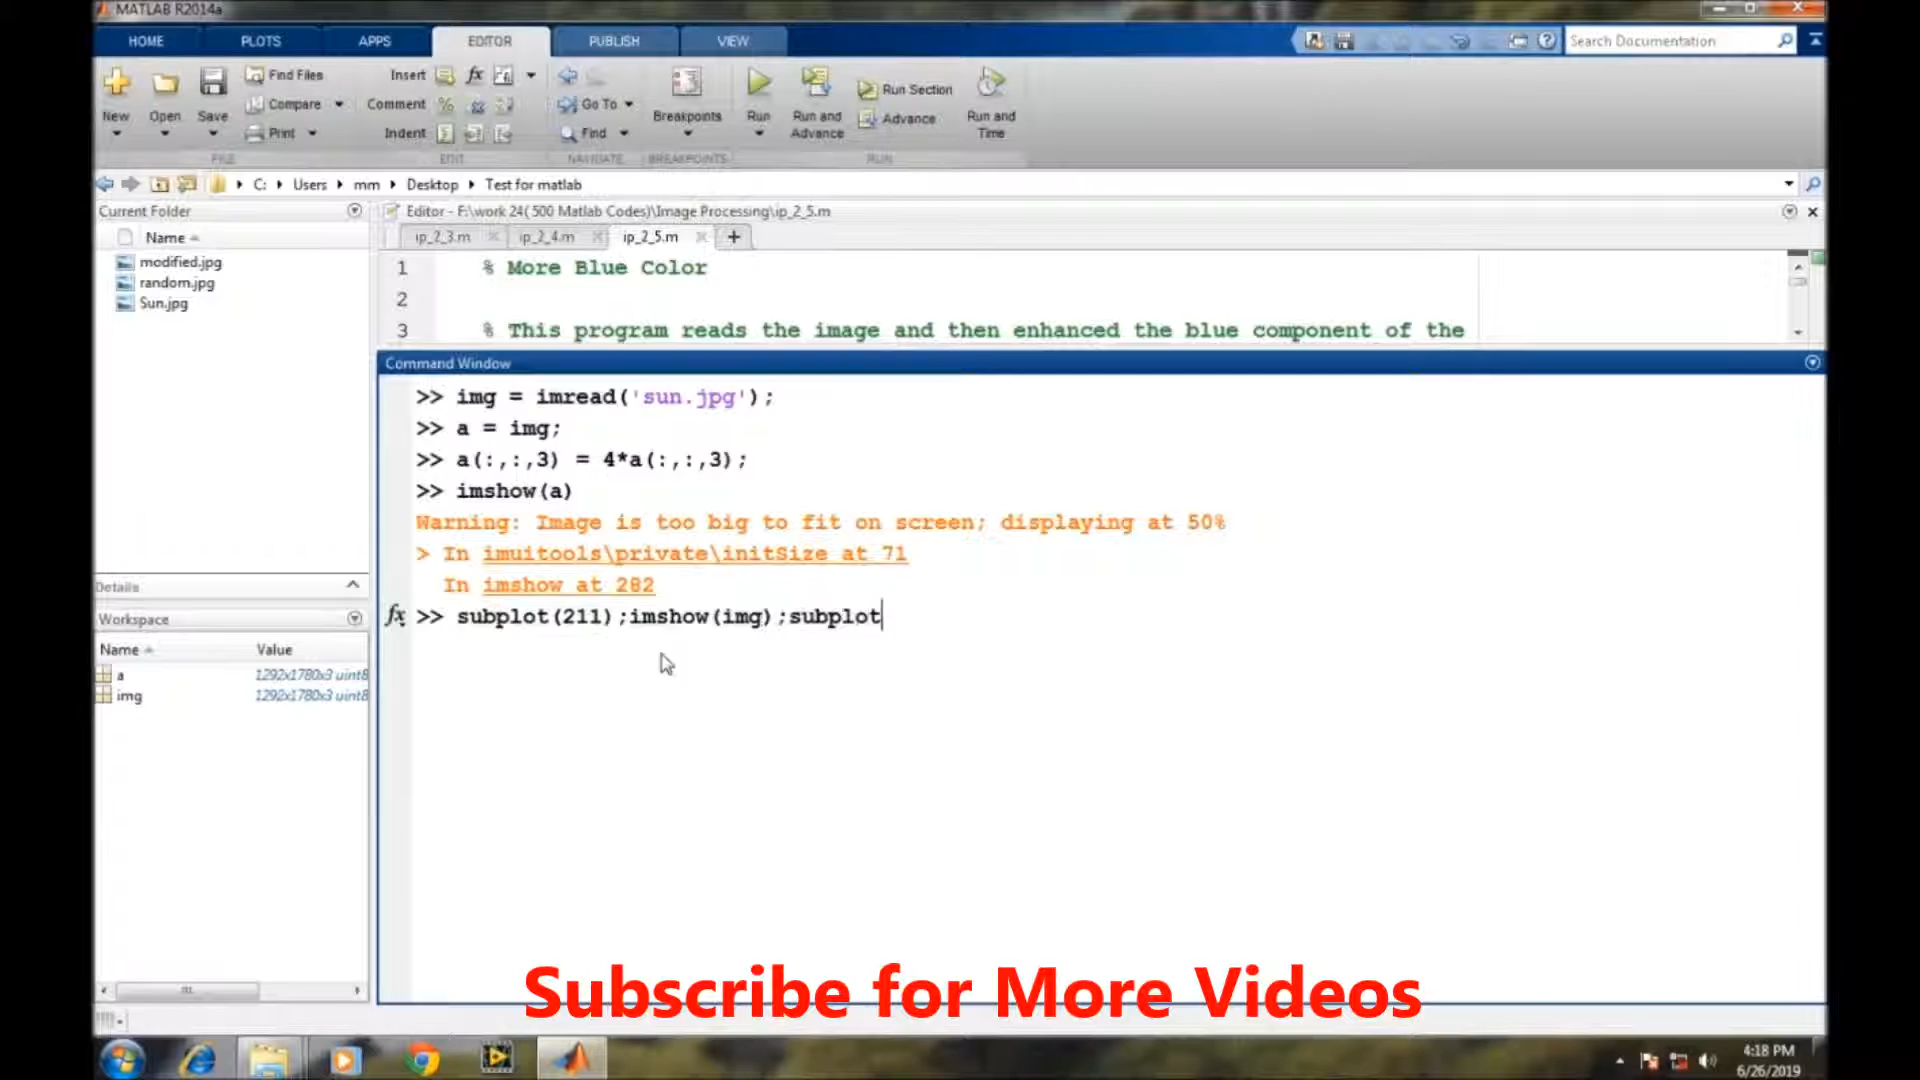 MATLAB R2014a
HOME PLOTS APPS EDITOR PUBLISH VIEW
Search Documentation
New Open Save
Find Files
Compare
Print
FILE
Insert
Comment
Indent
EDIT
Go To
Find
NAVIGATE
Breakpoints
BREAKPOINTS
Run
Run and Advance
Run Section
Advance
Run and Time
RUN
C: Users mm Desktop Test for matlab
Current Folder
Name
modified.jpg
random.jpg
Sun.jpg
Details
Workspace
Name Value
a 1292x1780x3 uint8
img 1292x1780x3 uint8
Editor - F:\work 24( 500 Matlab Codes)\Image Processing\ip_2_5.m
ip_2_3.m ip_2_4.m ip_2_5.m +
1 % More Blue Color
2
3 % This program reads the image and then enhanced the blue component of the
Command Window
>> img = imread('sun.jpg');
>> a = img;
>> a(:,:,3) = 4*a(:,:,3);
>> imshow(a)
Warning: Image is too big to fit on screen; displaying at 50%
> In imuitools\private\initSize at 71
In imshow at 282
fx >> subplot(211);imshow(img);subplot
Subscribe for More Videos
4:18 PM
6/26/2019